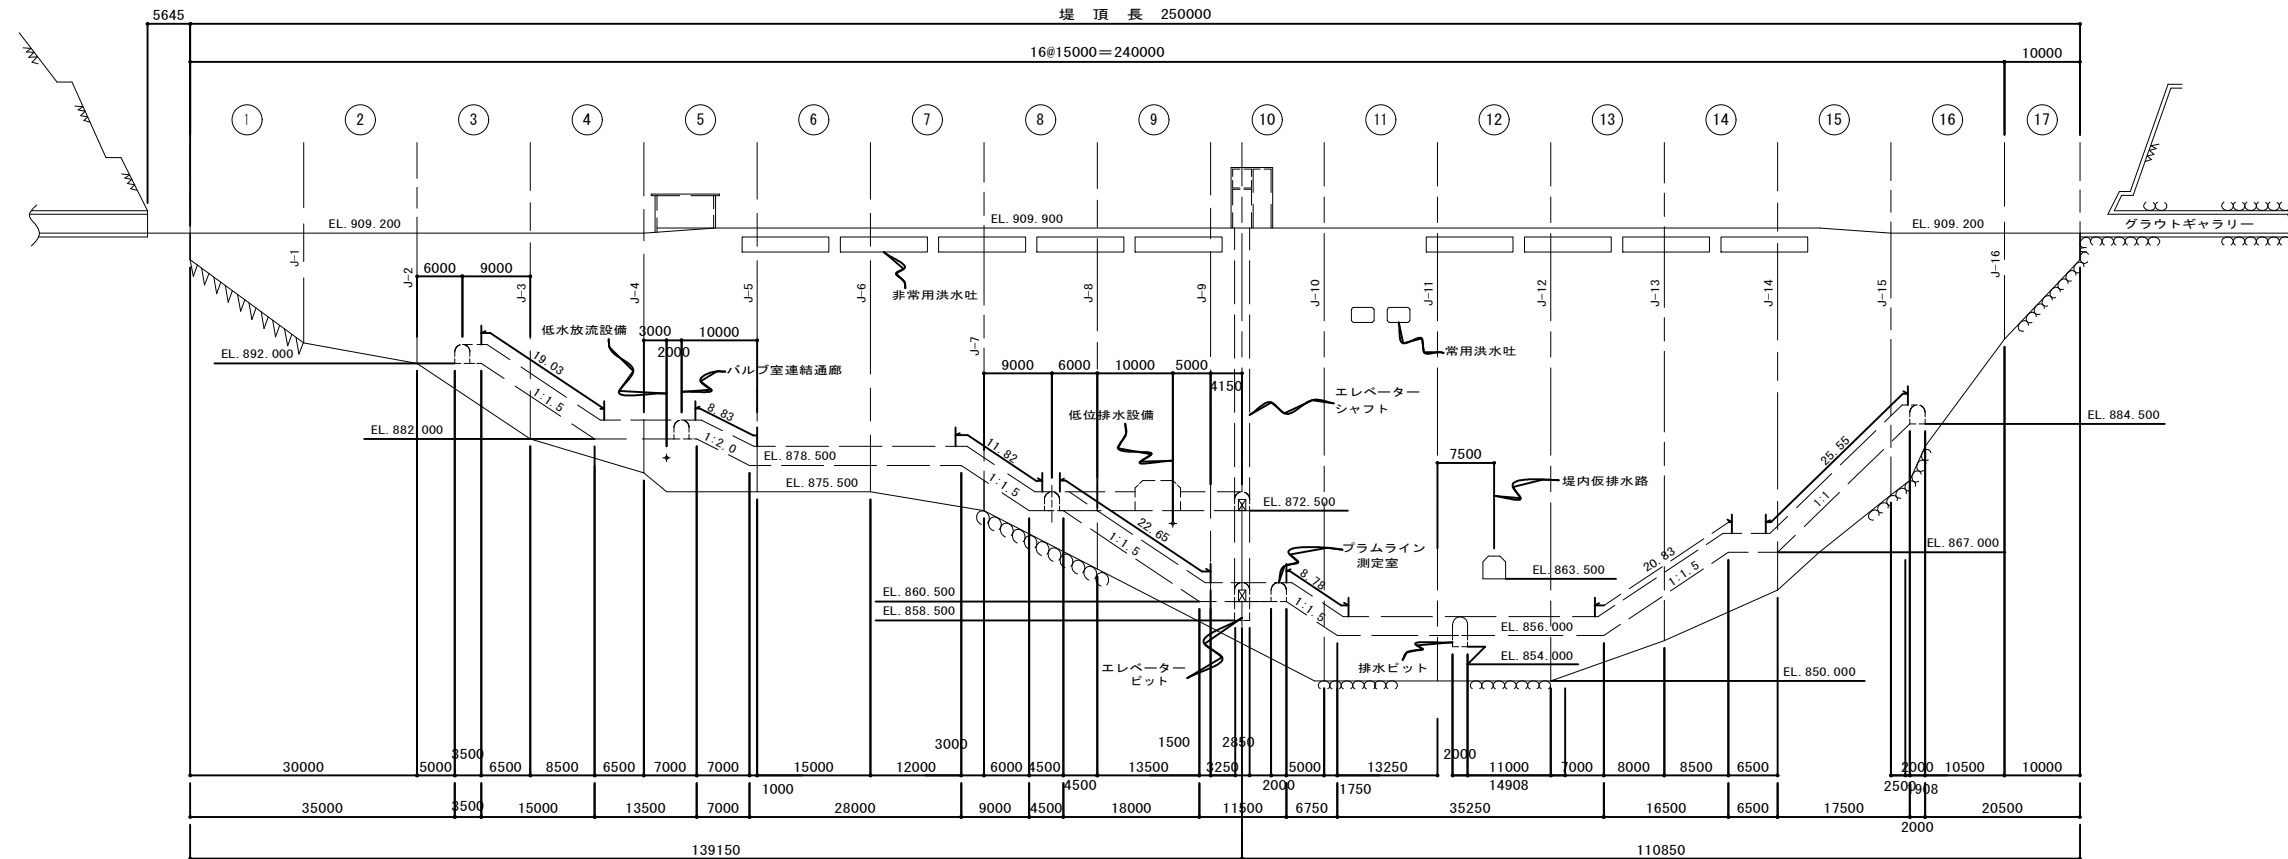 5645
堤 頂 長 250000
16@15000＝240000
10000
1
2
3
4
5
6
7
8
9
10
11
12
13
14
15
16
17
EL.909.200
EL.909.900
EL.909.200
グラウトギャラリー
J-1
J-2
J-3
J-4
J-5
J-6
J-7
J-8
J-9
J-10
J-11
J-12
J-13
J-14
J-15
J-16
6000
9000
非常用洪水吐
低水放流設備
3000
10000
2000
バルブ室連結通廊
常用洪水吐
EL.892.000
19.03
1:1.5
8.83
1:2.0
9000
6000
10000
5000
4150
エレベーター
シャフト
低位排水設備
EL.884.500
EL.882.000
EL.878.500
EL.875.500
11.82
1:1.5
7500
堤内仮排水路
25.55
1:1
EL.872.500
22.65
1:1.5
プラムライン
測定室
EL.867.000
20.83
1:1.5
EL.863.500
8.78
1:1.5
EL.860.500
EL.858.500
EL.856.000
EL.854.000
EL.850.000
エレベーター
ピット
排水ピット
3500
3000
1500
2850
2000
30000
5000
6500
8500
6500
7000
7000
15000
12000
6000
4500
13500
3250
5000
13250
11000
7000
8000
8500
6500
2000
10500
10000
1000
4500
2000
1750
14908
2500
908
35000
3500
15000
13500
7000
28000
9000
4500
18000
11500
6750
35250
16500
6500
17500
20500
2000
139150
110850